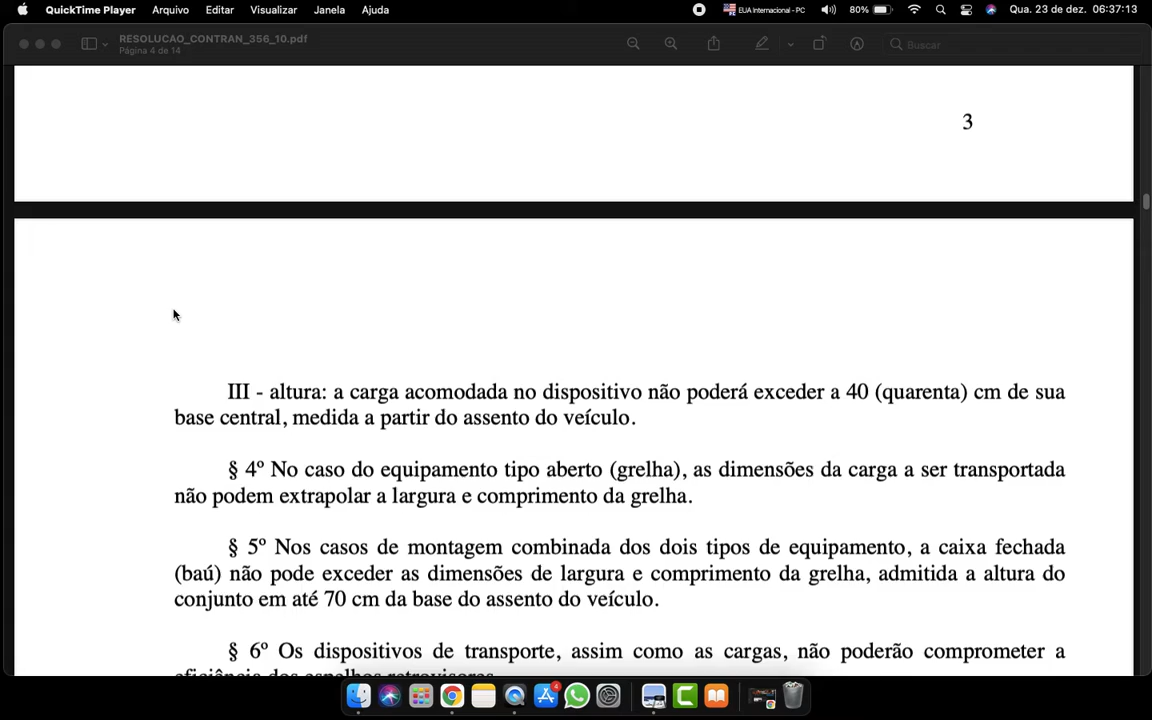 QuickTime Player Arquivo Editar Visualizar Janela Ajuda EUA Internacional - PC 80% Qua. 23 de dez. 06:37:13
RESOLUCAO_CONTRAN_356_10.pdf
Página 4 de 14
Buscar
3
III - altura: a carga acomodada no dispositivo não poderá exceder a 40 (quarenta) cm de sua
base central, medida a partir do assento do veículo.
§ 4º No caso do equipamento tipo aberto (grelha), as dimensões da carga a ser transportada
não podem extrapolar a largura e comprimento da grelha.
§ 5º Nos casos de montagem combinada dos dois tipos de equipamento, a caixa fechada
(baú) não pode exceder as dimensões de largura e comprimento da grelha, admitida a altura do
conjunto em até 70 cm da base do assento do veículo.
§ 6º Os dispositivos de transporte, assim como as cargas, não poderão comprometer a
eficiência dos espelhos retrovisores.
4